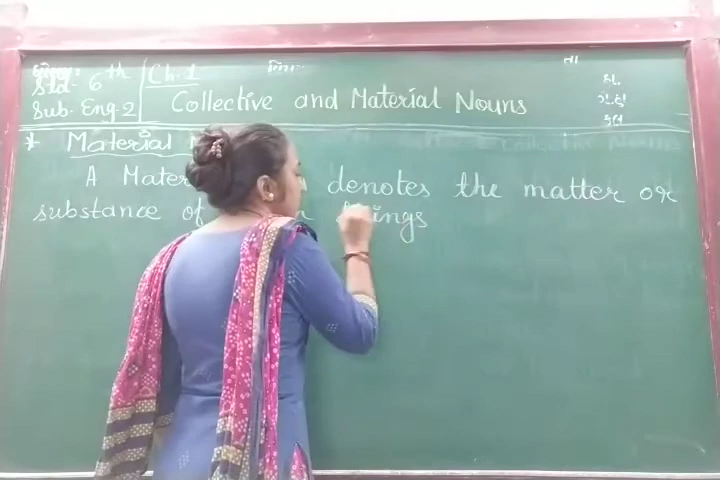 Std- 6th Ch.1
Sub- Eng-2 Collective and Material Nouns
* Material
A Mater denotes the matter or
substance of things